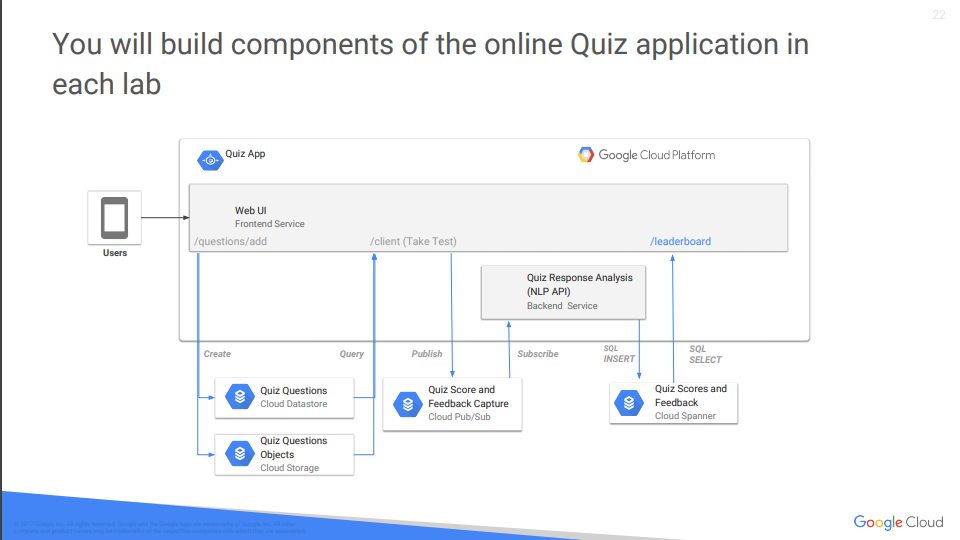 22
You will build components of the online Quiz application in
each lab
Quiz App
Google Cloud Platform
Web UI
Frontend Service
/questions/add
/client (Take Test)
/leaderboard
Users
Quiz Response Analysis
(NLP API)
Backend Service
Create
Query
Publish
Subscribe
SQL
INSERT
SQL
SELECT
Quiz Questions
Cloud Datastore
Quiz Score and
Feedback Capture
Cloud Pub/Sub
Quiz Scores and
Feedback
Cloud Spanner
Quiz Questions
Objects
Cloud Storage
Google Cloud